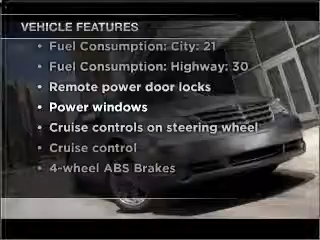 VEHICLE FEATURES
• Fuel Consumption: City: 21
• Fuel Consumption: Highway: 30
• Remote power door locks
• Power windows
• Cruise controls on steering wheel
• Cruise control
• 4-wheel ABS Brakes